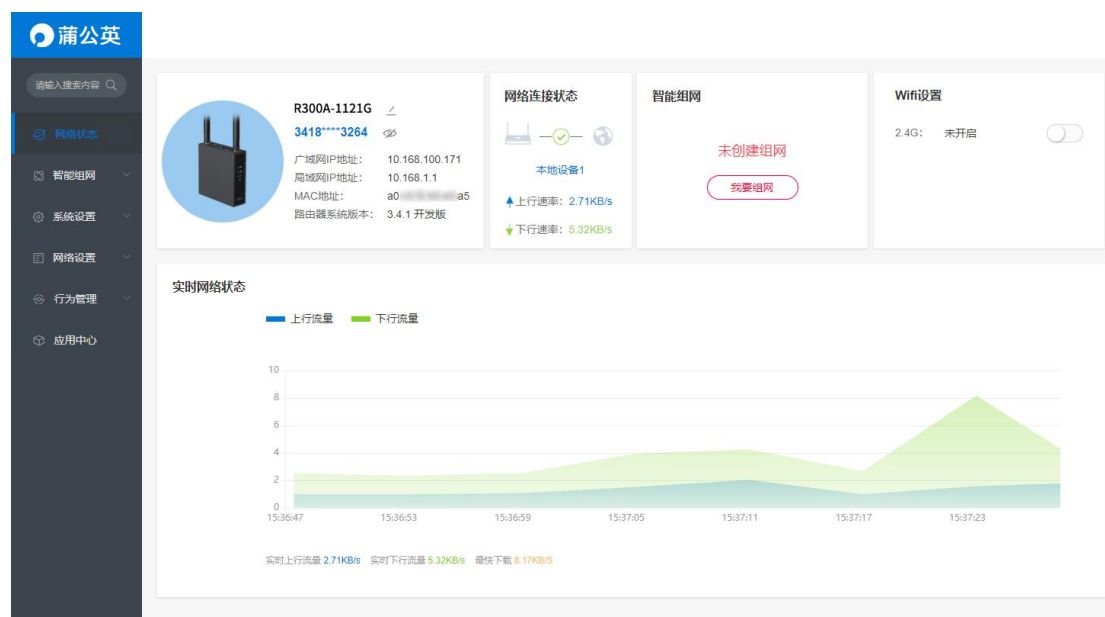 蒲公英
请输入搜索内容
网络状态
智能组网
系统设置
网络设置
行为管理
应用中心
R300A-1121G
3418****3264
广域网IP地址： 10.168.100.171
局域网IP地址： 10.168.1.1
MAC地址： a0 a5
路由器系统版本： 3.4.1 开发版
网络连接状态
本地设备1
上行速率：2.71KB/s
下行速率：5.32KB/s
智能组网
未创建组网
我要组网
Wifi设置
2.4G： 未开启
实时网络状态
上行流量 下行流量
10
8
6
4
2
0
15:36:47 15:36:53 15:36:59 15:37:05 15:37:11 15:37:17 15:37:23
实时上行流量 2.71KB/s 实时下行流量 5.32KB/s 最快下载 8.17KB/S